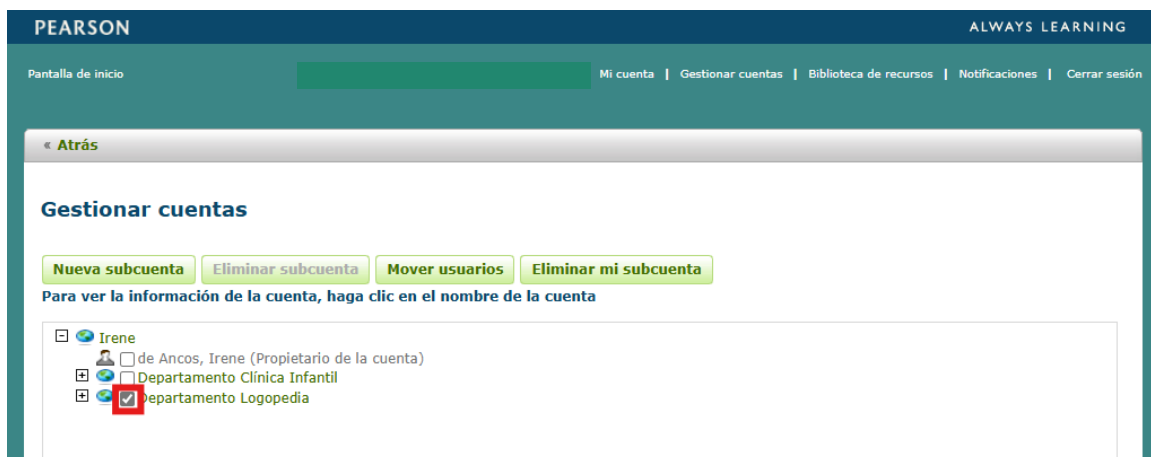 PEARSON ALWAYS LEARNING
Pantalla de inicio Mi cuenta | Gestionar cuentas | Biblioteca de recursos | Notificaciones | Cerrar sesión
« Atrás
Gestionar cuentas
Nueva subcuenta Eliminar subcuenta Mover usuarios Eliminar mi subcuenta
Para ver la información de la cuenta, haga clic en el nombre de la cuenta
Irene
de Ancos, Irene (Propietario de la cuenta)
Departamento Clínica Infantil
Departamento Logopedia